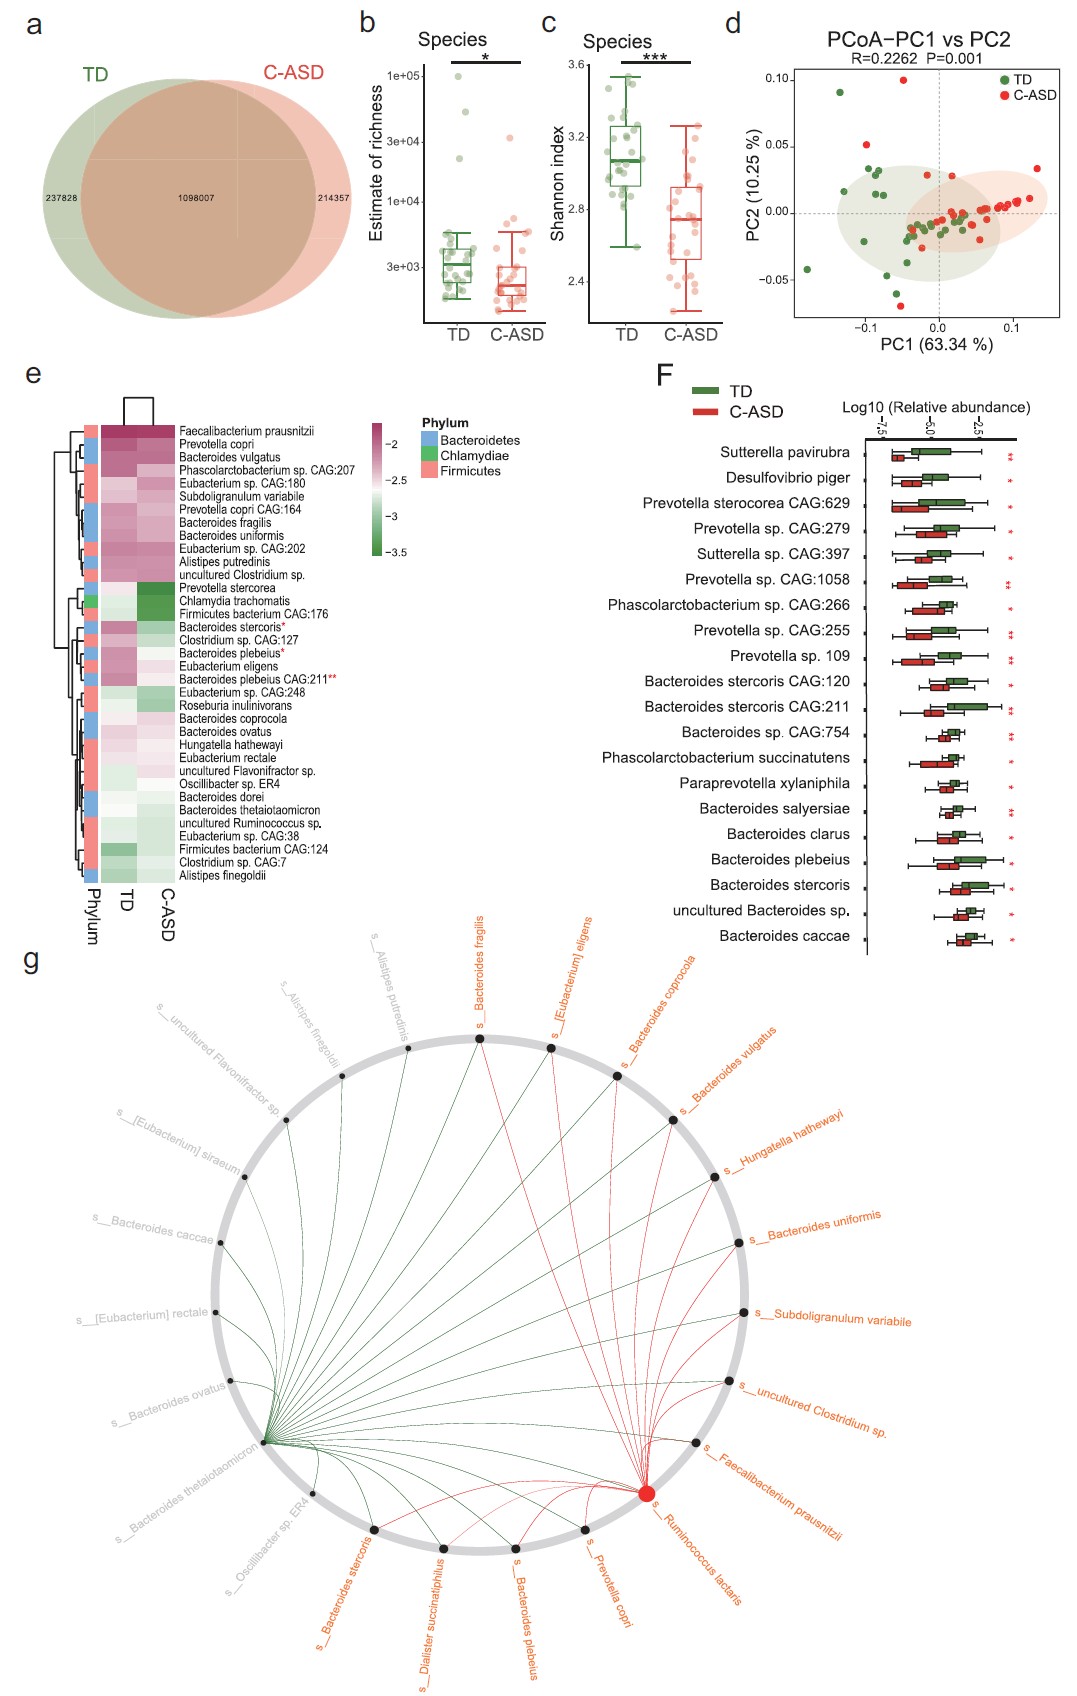 a
TD
C-ASD
237828
1098007
214357
b
Species
*
Estimate of richness
1e+05
3e+04
1e+04
3e+03
TD
C-ASD
c
Species
***
Shannon index
3.6
3.2
2.8
2.4
TD
C-ASD
d
PCoA−PC1 vs PC2
R=0.2262 P=0.001
TD
C-ASD
PC2 (10.25 %)
0.10
0.05
0.00
−0.05
−0.1
0.0
0.1
PC1 (63.34 %)
e
Faecalibacterium prausnitzii
Prevotella copri
Bacteroides vulgatus
Phascolarctobacterium sp. CAG:207
Eubacterium sp. CAG:180
Subdoligranulum variabile
Prevotella copri CAG:164
Bacteroides fragilis
Bacteroides uniformis
Eubacterium sp. CAG:202
Alistipes putredinis
uncultured Clostridium sp.
Prevotella stercorea
Chlamydia trachomatis
Firmicutes bacterium CAG:176
Bacteroides stercoris*
Clostridium sp. CAG:127
Bacteroides plebeius*
Eubacterium eligens
Bacteroides plebeius CAG:211**
Eubacterium sp. CAG:248
Roseburia inulinivorans
Bacteroides coprocola
Bacteroides ovatus
Hungatella hathewayi
Eubacterium rectale
uncultured Flavonifractor sp.
Oscillibacter sp. ER4
Bacteroides dorei
Bacteroides thetaiotaomicron
uncultured Ruminococcus sp.
Eubacterium sp. CAG:38
Firmicutes bacterium CAG:124
Clostridium sp. CAG:7
Alistipes finegoldii
Phylum
TD
C-ASD
−2
−2.5
−3
−3.5
Phylum
Bacteroidetes
Chlamydiae
Firmicutes
F
TD
C-ASD
Log10 (Relative abundance)
-7.5
-5.0
-2.5
Sutterella pavirubra **
Desulfovibrio piger *
Prevotella sterocorea CAG:629 *
Prevotella sp. CAG:279 *
Sutterella sp. CAG:397 *
Prevotella sp. CAG:1058 **
Phascolarctobacterium sp. CAG:266 *
Prevotella sp. CAG:255 **
Prevotella sp. 109 **
Bacteroides stercoris CAG:120 *
Bacteroides stercoris CAG:211 **
Bacteroides sp. CAG:754 **
Phascolarctobacterium succinatutens *
Paraprevotella xylaniphila *
Bacteroides salyersiae **
Bacteroides clarus *
Bacteroides plebeius *
Bacteroides stercoris *
uncultured Bacteroides sp. *
Bacteroides caccae *
g
s__Bacteroides fragilis
s__[Eubacterium] eligens
s__Bacteroides coprocola
s__Bacteroides vulgatus
s__Hungatella hathewayi
s__Bacteroides uniformis
s__Subdoligranulum variabile
s__uncultured Clostridium sp.
s__Faecalibacterium prausnitzii
s__Ruminococcus lactaris
s__Prevotella copri
s__Bacteroides plebeius
s__Dialister succinatiphilus
s__Bacteroides stercoris
s__Oscillibacter sp. ER4
s__Bacteroides thetaiotaomicron
s__Bacteroides ovatus
s__[Eubacterium] rectale
s__Bacteroides caccae
s__[Eubacterium] siraeum
s__uncultured Flavonifractor sp.
s__Alistipes finegoldii
s__Alistipes putredinis